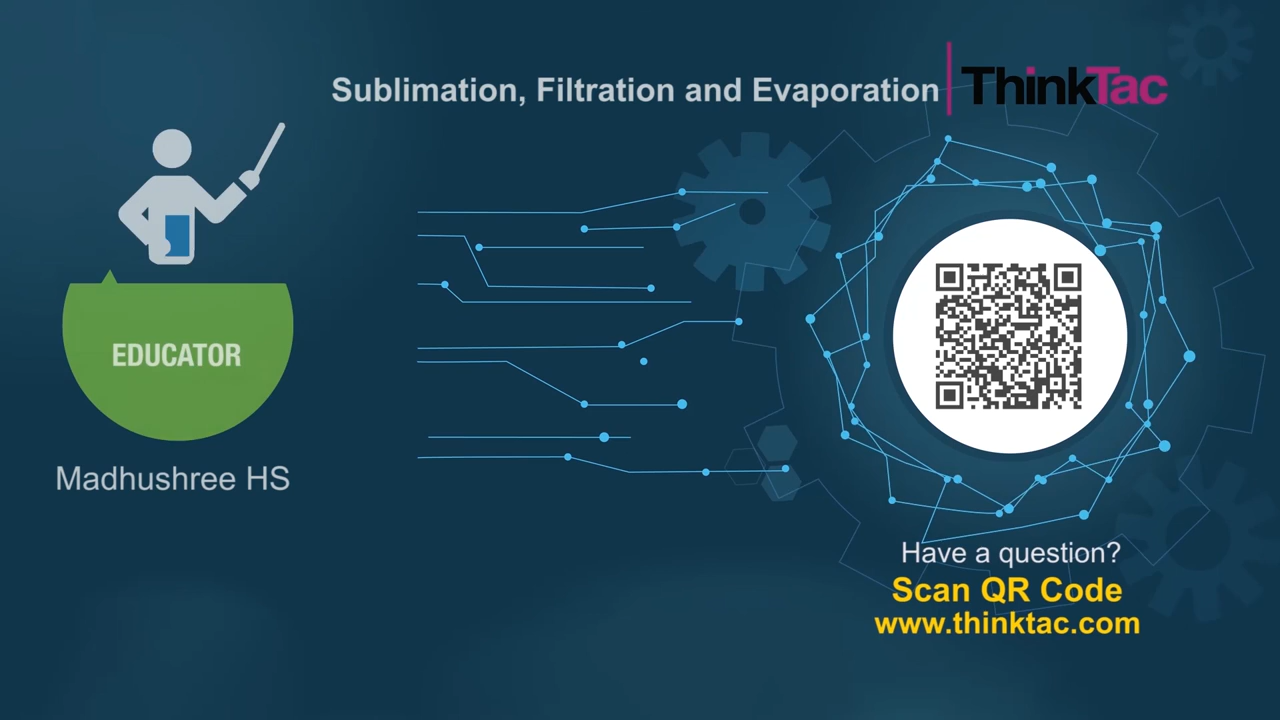 Sublimation, Filtration and Evaporation
ThinkTac
EDUCATOR
Madhushree HS
Have a question?
Scan QR Code
www.thinktac.com